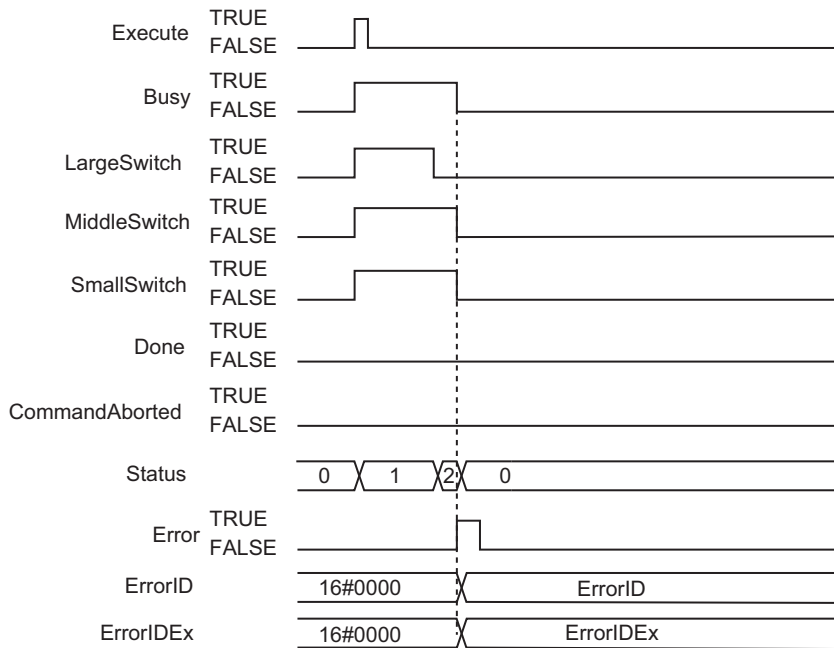 Execute TRUE
FALSE
Busy TRUE
FALSE
LargeSwitch TRUE
FALSE
MiddleSwitch TRUE
FALSE
SmallSwitch TRUE
FALSE
Done TRUE
FALSE
CommandAborted TRUE
FALSE
Status 0 1 2 0
Error TRUE
FALSE
ErrorID 16#0000 ErrorID
ErrorIDEx 16#0000 ErrorIDEx